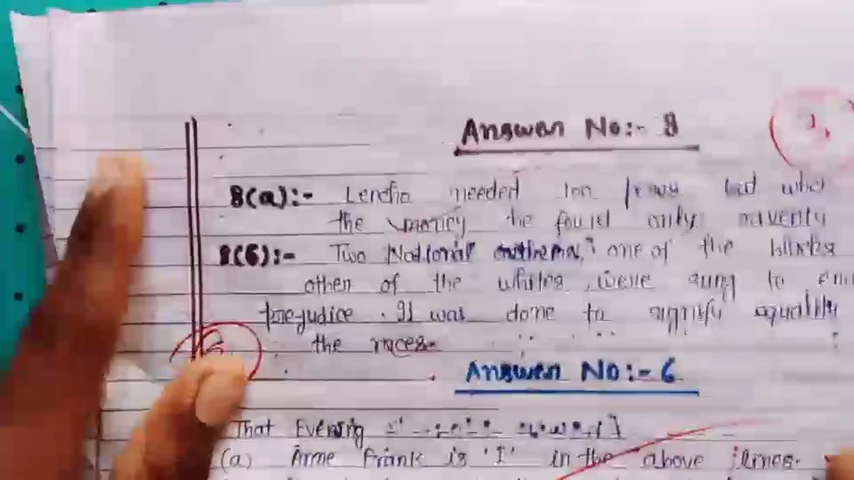 Answer No:- 8
8(a):- Lencho needed but when
the money he found only seventy
8(b):- Two National anthems, one of the blacks
other of the whites, were sung to
prejudice. It was done to signify equality
the races.
Answer No:- 6
That Evening
(a) Anne Frank is 'I' in the above lines.